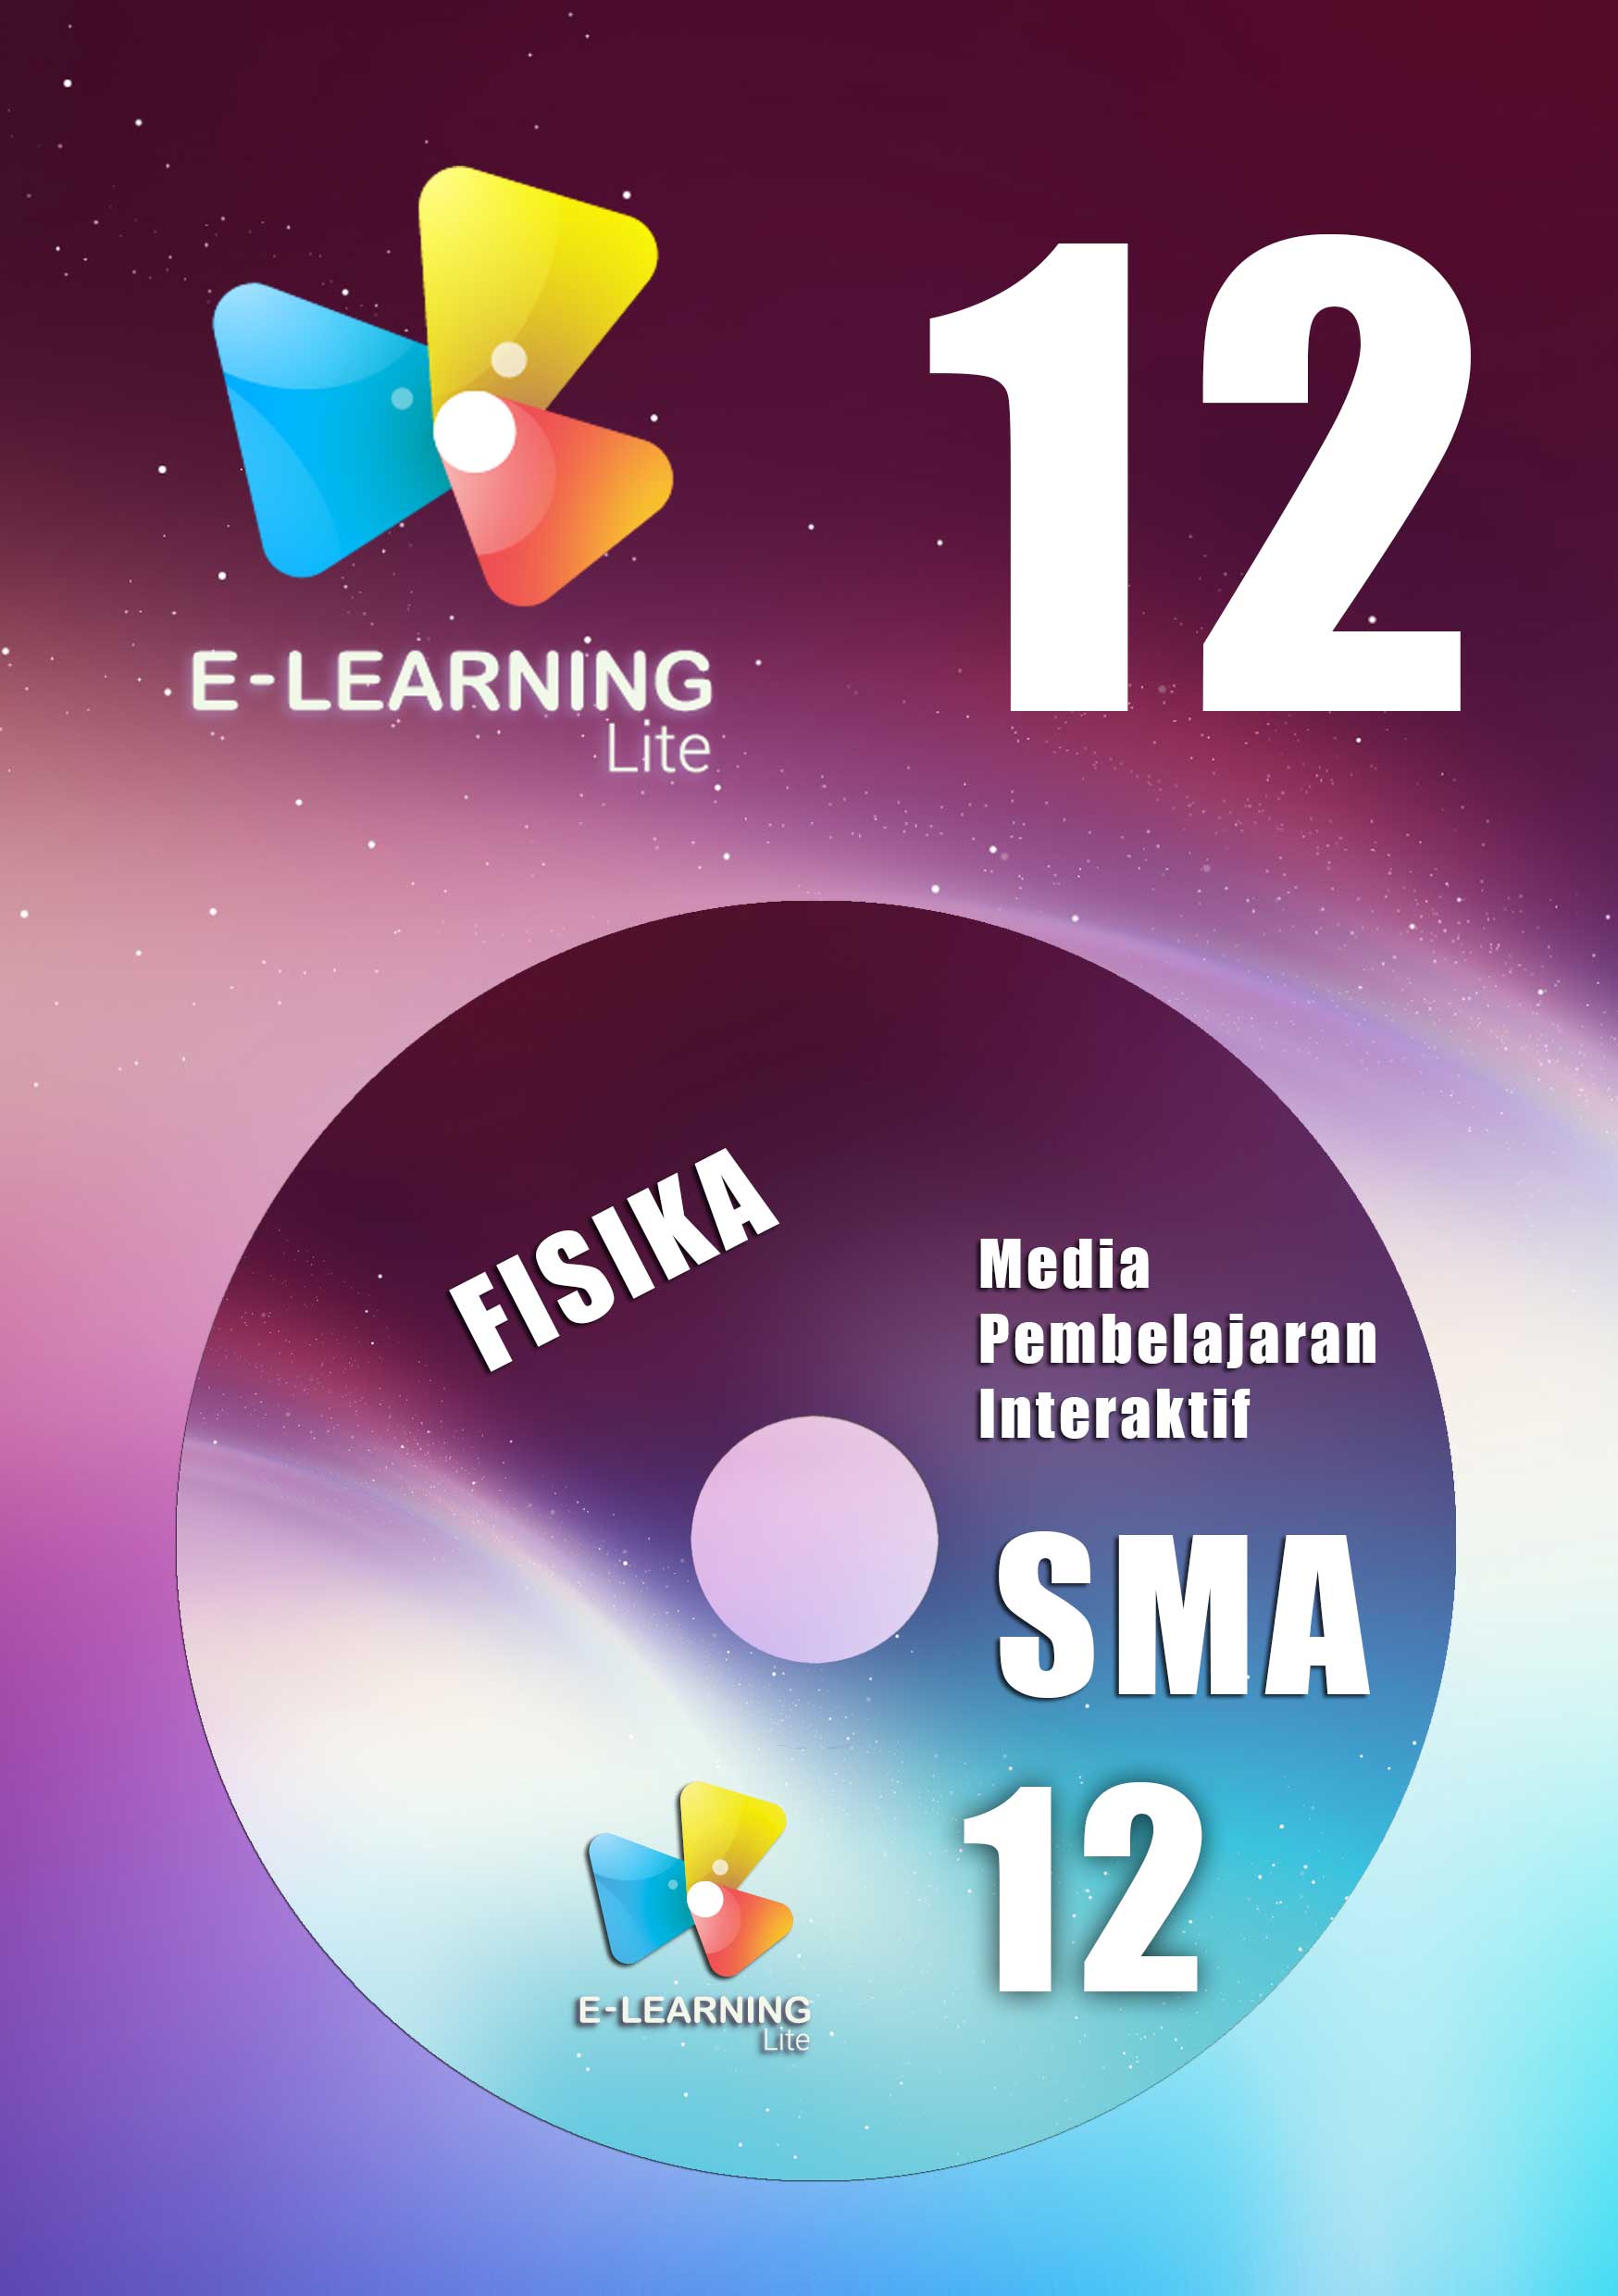 12
E-LEARNING
Lite
FISIKA
Media
Pembelajaran
Interaktif
SMA
12
E-LEARNING
Lite